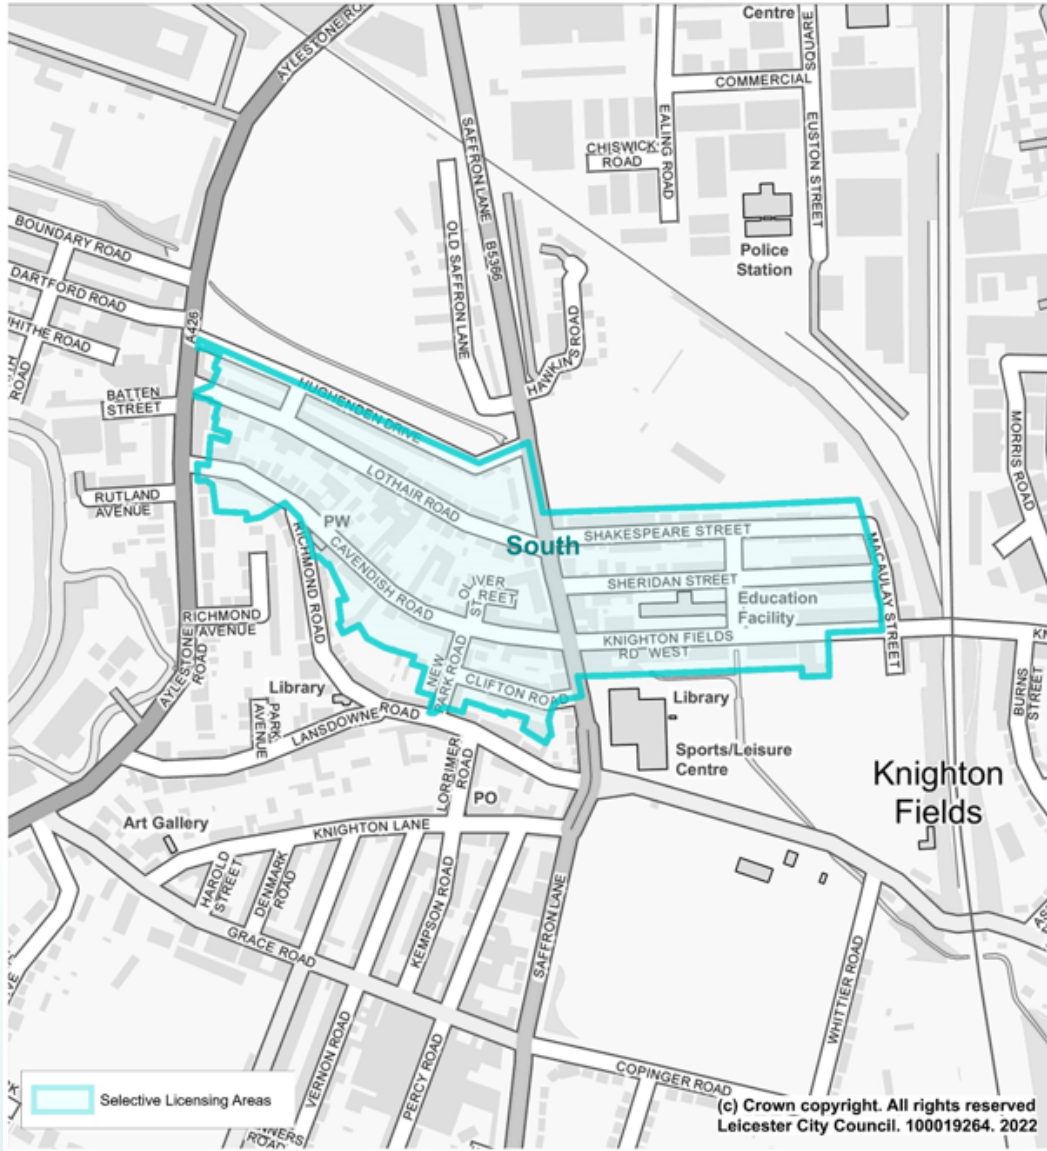 Centre
SQUARE
AYLESTONE RO
COMMERCIAL
SAFFRON LANE
EALING ROAD
EUSTON STREET
CHISWICK
ROAD
OLD SAFFRON LANE
B5366
Police
Station
BOUNDARY ROAD
DARTFORD ROAD
HITHE ROAD
ROAD
A426
HAWKINS ROAD
BATTEN
STREET
HUGHENDEN DRIVE
MORRIS ROAD
LOTHAIR ROAD
RUTLAND
AVENUE
PW
South
SHAKESPEARE STREET
MACAULAY STREET
RICHMOND ROAD
CAVENDISH ROAD
OLIVER
STREET
SHERIDAN STREET
Education
Facility
RICHMOND
AVENUE
KNIGHTON FIELDS
RD WEST
KN
AYLESTONE
ROAD
NEW
PARK ROAD
CLIFTON ROAD
BURNS
STREET
Library
Library
PARK
AVENUE
LANSDOWNE ROAD
Sports/Leisure
Centre
LORRIMER
ROAD
Knighton
Fields
PO
Art Gallery
KNIGHTON LANE
HAROLD
STREET
DENMARK
ROAD
KEMPSON ROAD
SAFFRON LANE
GRACE ROAD
WHITTIER ROAD
VERNON ROAD
PERCY ROAD
COPINGER ROAD
Selective Licensing Areas
NNERS
ROAD
(c) Crown copyright. All rights reserved
Leicester City Council. 100019264. 2022